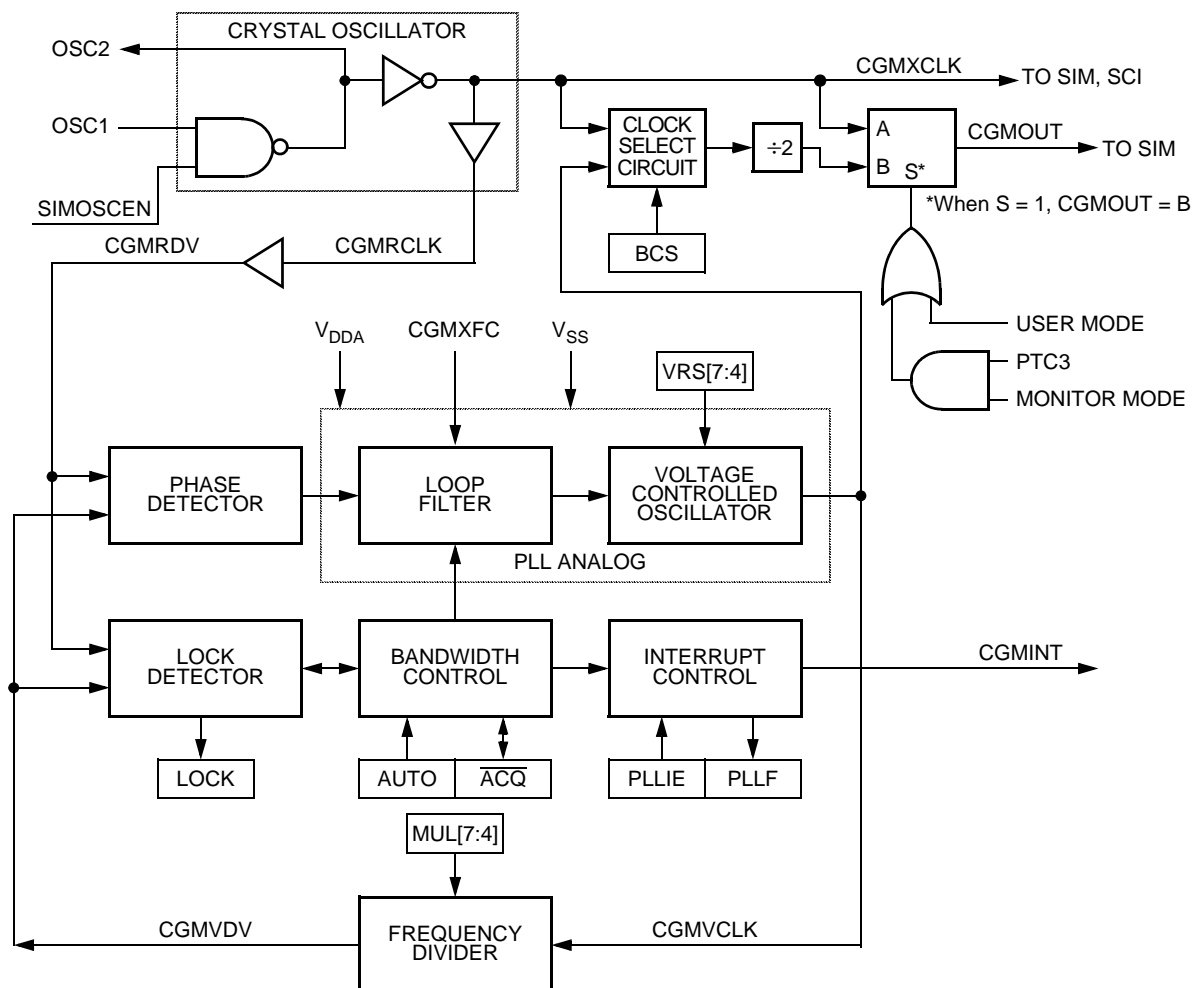 CRYSTAL OSCILLATOR
OSC2
CGMXCLK
TO SIM, SCI
OSC1
CLOCK
SELECT
CIRCUIT
÷2
A
B
S*
CGMOUT
TO SIM
*When S = 1, CGMOUT = B
SIMOSCEN
CGMRDV
CGMRCLK
BCS
USER MODE
PTC3
MONITOR MODE
VDDA
CGMXFC
VSS
VRS[7:4]
PHASE
DETECTOR
LOOP
FILTER
VOLTAGE
CONTROLLED
OSCILLATOR
PLL ANALOG
LOCK
DETECTOR
BANDWIDTH
CONTROL
INTERRUPT
CONTROL
CGMINT
LOCK
AUTO
ACQ
PLLIE
PLLF
MUL[7:4]
CGMVDV
FREQUENCY
DIVIDER
CGMVCLK